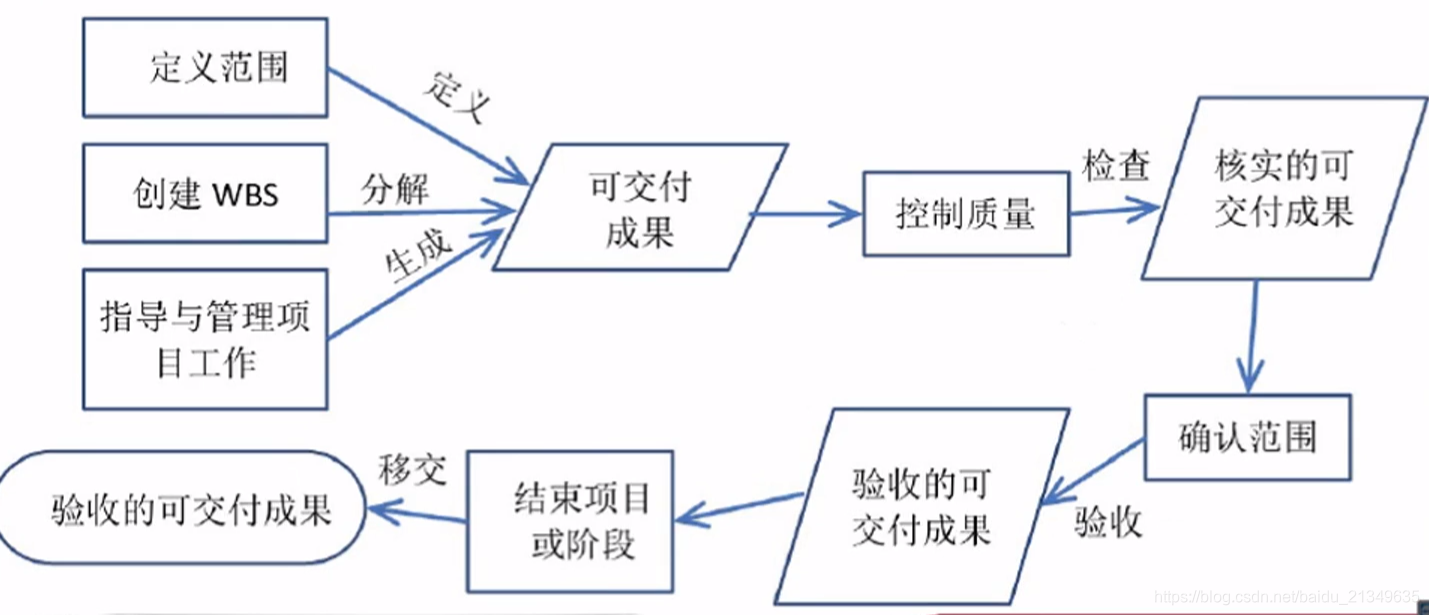 定义范围
定义
创建 WBS
分解
生成
指导与管理项
目工作
可交付
成果
控制质量
检查
核实的可
交付成果
确认范围
验收
验收的可
交付成果
结束项目
或阶段
移交
验收的可交付成果
https://blog.csdn.net/baidu_21349635